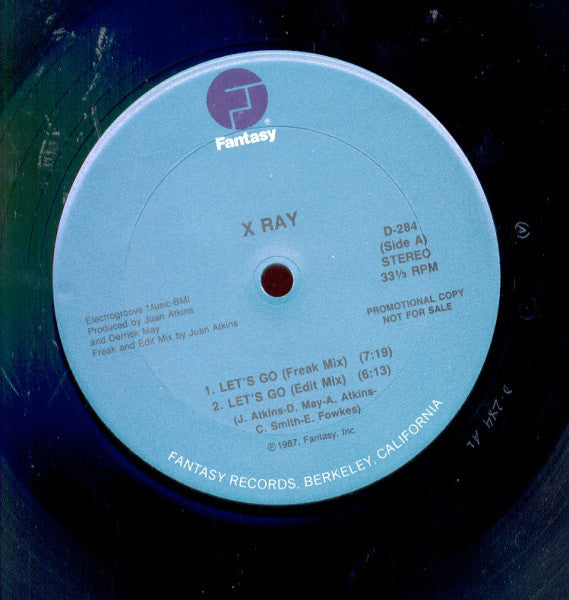 ®
Fantasy
X RAY
D-284
(Side A)
STEREO
33⅓ RPM
Electrogroove Music-BMI
Produced by Juan Atkins
and Derrick May
Freak and Edit Mix by Juan Atkins
PROMOTIONAL COPY
NOT FOR SALE
1. LET'S GO (Freak Mix) (7:19)
2. LET'S GO (Edit Mix) (6:13)
(J. Atkins-D. May-A. Atkins-
C. Smith-E. Fowkes)
℗1987, Fantasy, Inc.
FANTASY RECORDS, BERKELEY, CALIFORNIA